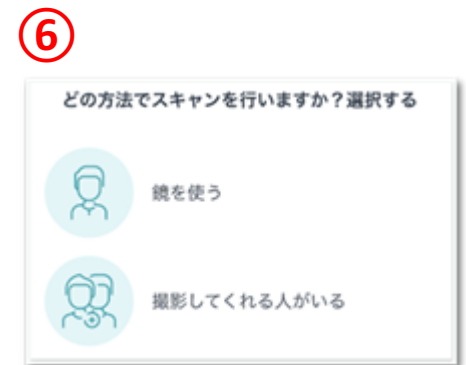 ⑥
どの方法でスキャンを行いますか？選択する
鏡を使う
撮影してくれる人がいる